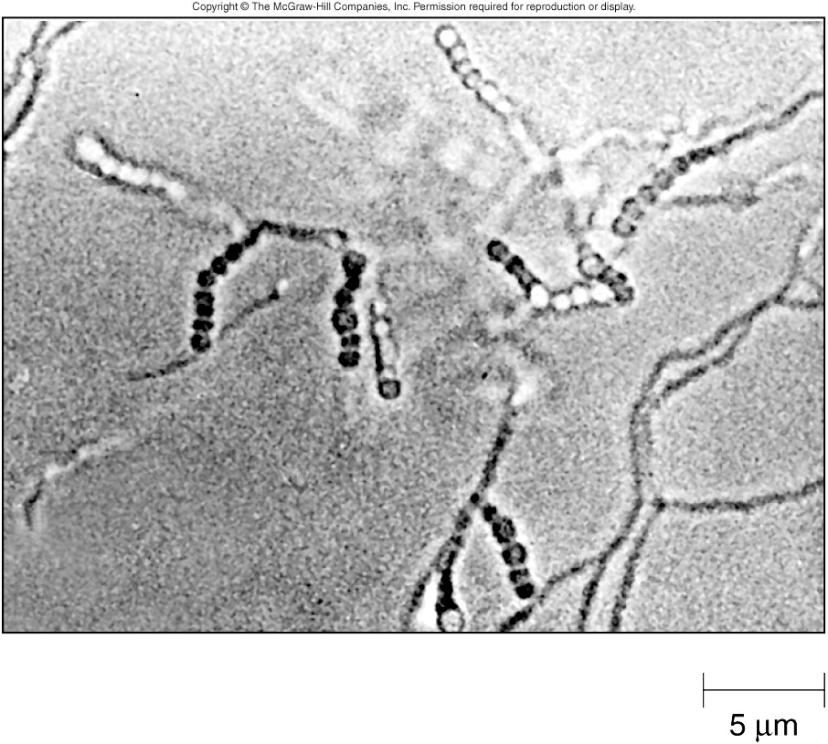 Copyright © The McGraw-Hill Companies, Inc. Permission required for reproduction or display.
5 μm